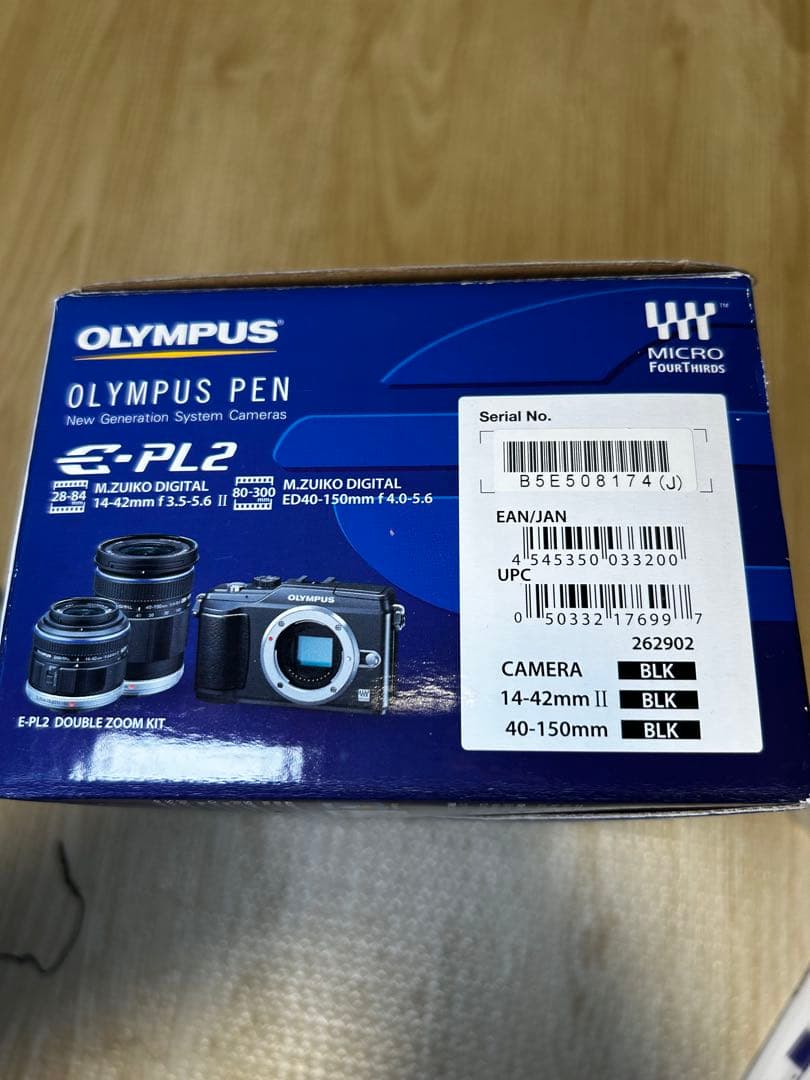 OLYMPUS®
OLYMPUS PEN
New Generation System Cameras
E-PL2
28-84 mm
M.ZUIKO DIGITAL
14-42mm f 3.5-5.6 II
80-300 mm
M.ZUIKO DIGITAL
ED40-150mm f 4.0-5.6
OLYMPUS
E-PL2 DOUBLE ZOOM KIT
™
MICRO
FOURTHIRDS
Serial No.
B5E508174(J)
EAN/JAN
4 545350 033200
UPC
0 50332 17699 7
262902
CAMERA BLK
14-42mm II BLK
40-150mm BLK